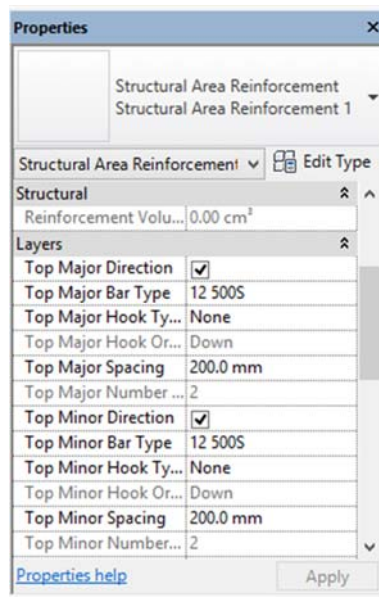 Properties
Structural Area Reinforcement
Structural Area Reinforcement 1
Structural Area Reinforcement Edit Type
Structural
Reinforcement Volu... 0.00 cm³
Layers
Top Major Direction
Top Major Bar Type 12 500S
Top Major Hook Ty... None
Top Major Hook Or... Down
Top Major Spacing 200.0 mm
Top Major Number ... 2
Top Minor Direction
Top Minor Bar Type 12 500S
Top Minor Hook Ty... None
Top Minor Hook Or... Down
Top Minor Spacing 200.0 mm
Top Minor Number... 2
Properties help Apply